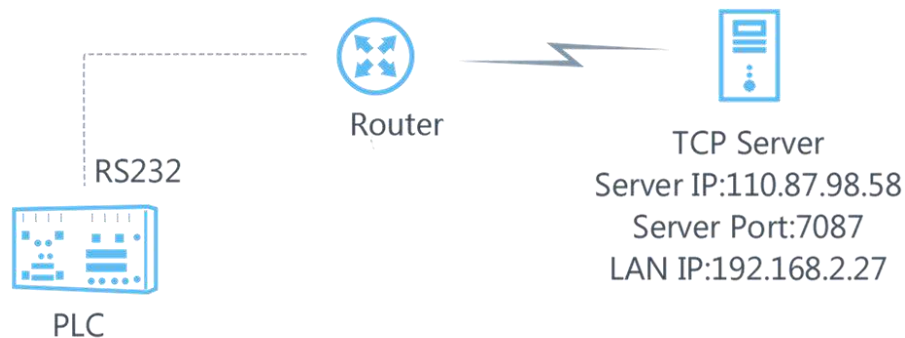 Router
TCP Server
RS232
Server IP:110.87.98.58
Server Port:7087
LAN IP:192.168.2.27
PLC